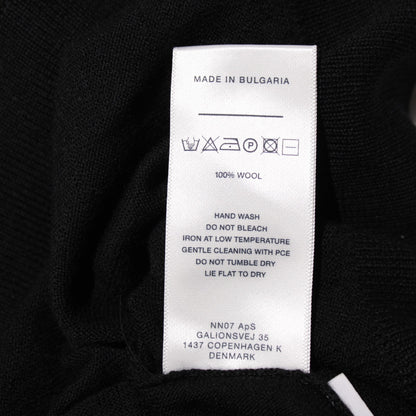 MADE IN BULGARIA
P
100% WOOL
HAND WASH
DO NOT BLEACH
IRON AT LOW TEMPERATURE
GENTLE CLEANING WITH PCE
DO NOT TUMBLE DRY
LIE FLAT TO DRY
NN07 ApS
GALIONSVEJ 35
1437 COPENHAGEN K
DENMARK